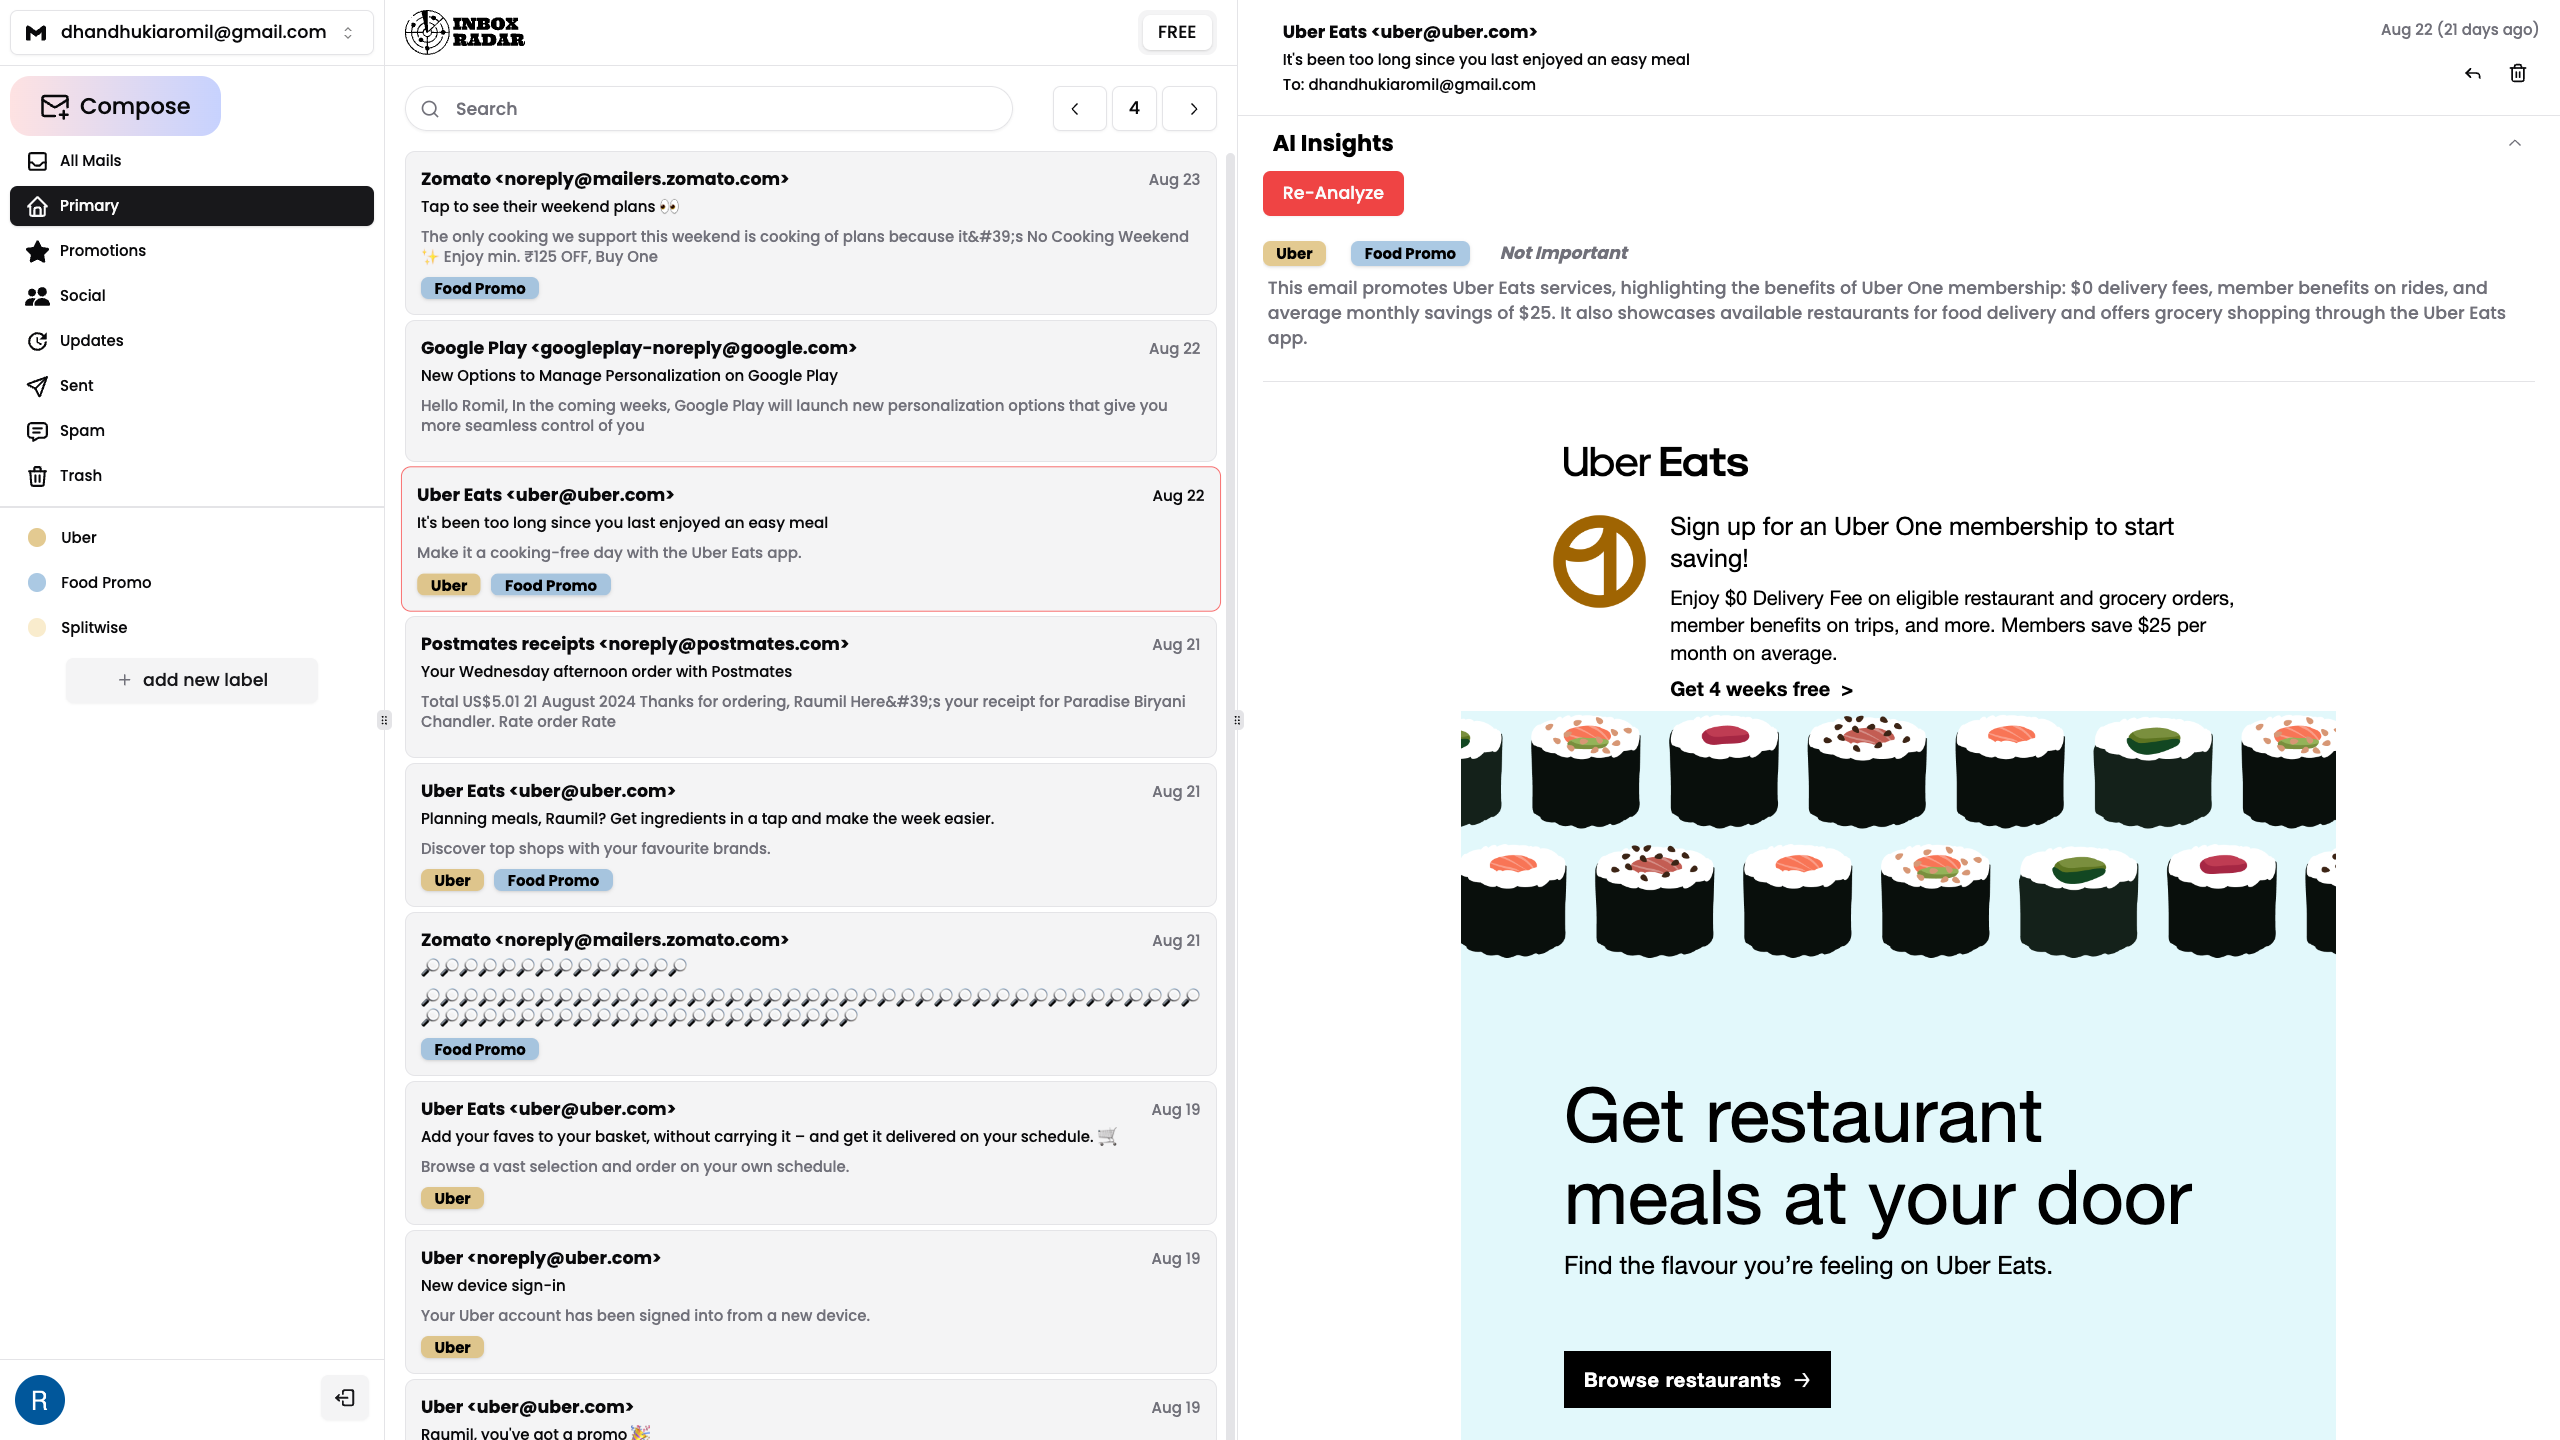 dhandhukiaromil@gmail.com
Compose
All Mails
Primary
Promotions
Social
Updates
Sent
Spam
Trash
Uber
Food Promo
Splitwise
+ add new label
R
INBOX
RADAR
FREE
Search
4
Zomato <noreply@mailers.zomato.com>
Aug 23
Tap to see their weekend plans 👀
The only cooking we support this weekend is cooking of plans because it&#39;s No Cooking Weekend
✨ Enjoy min. ₹125 OFF, Buy One
Food Promo
Google Play <googleplay-noreply@google.com>
Aug 22
New Options to Manage Personalization on Google Play
Hello Romil, In the coming weeks, Google Play will launch new personalization options that give you
more seamless control of you
Uber Eats <uber@uber.com>
Aug 22
It's been too long since you last enjoyed an easy meal
Make it a cooking-free day with the Uber Eats app.
Uber Food Promo
Postmates receipts <noreply@postmates.com>
Aug 21
Your Wednesday afternoon order with Postmates
Total US$5.01 21 August 2024 Thanks for ordering, Raumil Here&#39;s your receipt for Paradise Biryani
Chandler. Rate order Rate
Uber Eats <uber@uber.com>
Aug 21
Planning meals, Raumil? Get ingredients in a tap and make the week easier.
Discover top shops with your favourite brands.
Uber Food Promo
Zomato <noreply@mailers.zomato.com>
Aug 21
Food Promo
Uber Eats <uber@uber.com>
Aug 19
Add your faves to your basket, without carrying it – and get it delivered on your schedule. 🛒
Browse a vast selection and order on your own schedule.
Uber
Uber <noreply@uber.com>
Aug 19
New device sign-in
Your Uber account has been signed into from a new device.
Uber
Uber <uber@uber.com>
Aug 19
Raumil, you've got a promo 🎉
Uber Eats <uber@uber.com>
Aug 22 (21 days ago)
It's been too long since you last enjoyed an easy meal
To: dhandhukiaromil@gmail.com
AI Insights
Re-Analyze
Uber Food Promo Not Important
This email promotes Uber Eats services, highlighting the benefits of Uber One membership: $0 delivery fees, member benefits on rides, and
average monthly savings of $25. It also showcases available restaurants for food delivery and offers grocery shopping through the Uber Eats
app.
Uber Eats
Sign up for an Uber One membership to start
saving!
Enjoy $0 Delivery Fee on eligible restaurant and grocery orders,
member benefits on trips, and more. Members save $25 per
month on average.
Get 4 weeks free >
Get restaurant
meals at your door
Find the flavour you’re feeling on Uber Eats.
Browse restaurants →